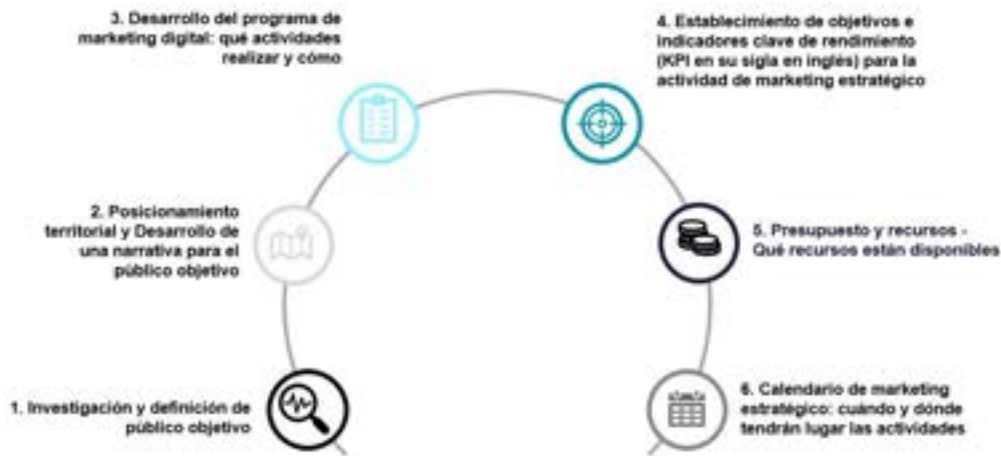 3. Desarrollo del programa de
marketing digital: qué actividades
realizar y cómo
4. Establecimiento de objetivos e
indicadores clave de rendimiento
(KPI en su sigla en inglés) para la
actividad de marketing estratégico
2. Posicionamiento
territorial y Desarrollo de
una narrativa para el
público objetivo
5. Presupuesto y recursos -
Qué recursos están disponibles
1. Investigación y definición de
público objetivo
6. Calendario de marketing
estratégico: cuándo y dónde
tendrán lugar las actividades